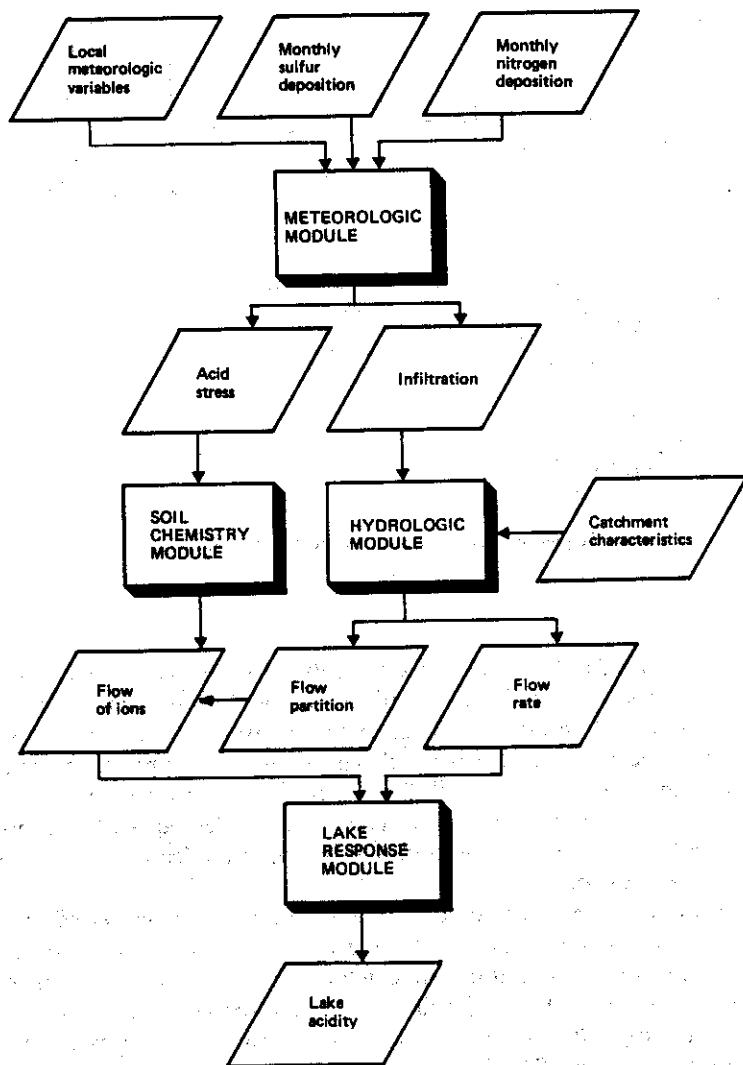 Local
meteorologic
variables
Monthly
sulfur
deposition
Monthly
nitrogen
deposition
METEOROLOGIC
MODULE
Acid
stress
Infiltration
SOIL
CHEMISTRY
MODULE
HYDROLOGIC
MODULE
Catchment
characteristics
Flow
of ions
Flow
partition
Flow
rate
LAKE
RESPONSE
MODULE
Lake
acidity